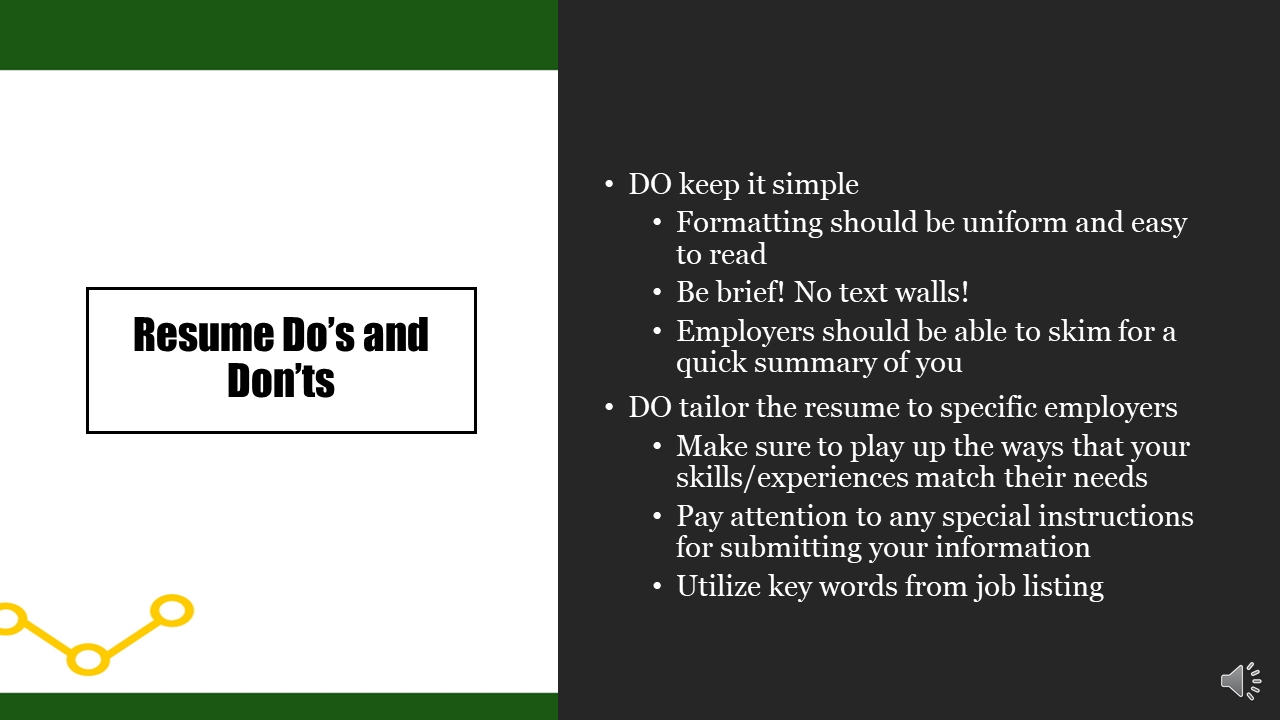 Resume Do’s and
Don’ts
• DO keep it simple
• Formatting should be uniform and easy
to read
• Be brief! No text walls!
• Employers should be able to skim for a
quick summary of you
• DO tailor the resume to specific employers
• Make sure to play up the ways that your
skills/experiences match their needs
• Pay attention to any special instructions
for submitting your information
• Utilize key words from job listing